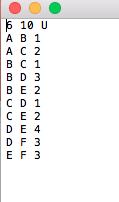 6 10 U
A B 1
A C 2
B C 1
B D 3
B E 2
C D 1
C E 2
D E 4
D F 3
E F 3